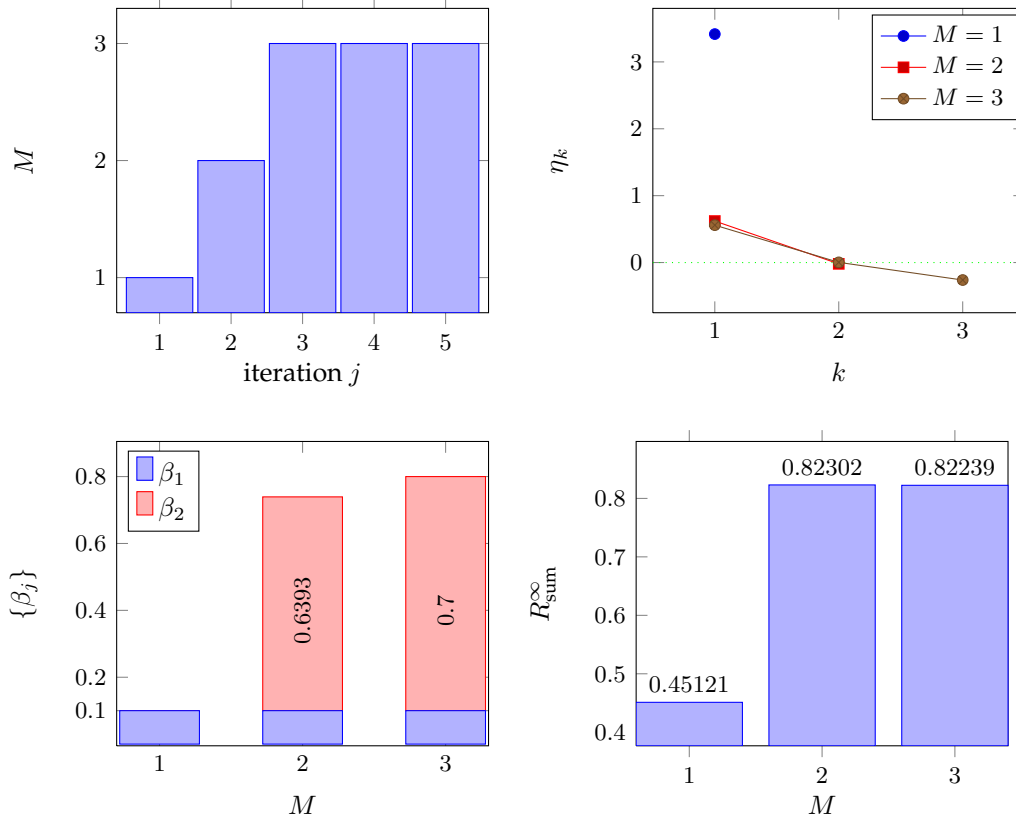 3
2
1
M
1 2 3 4 5
iteration j
3
2
1
0
η_k
M = 1
M = 2
M = 3
1 2 3
k
0.8
0.6
0.4
0.2
0.1
{β_j}
β_1
β_2
0.6393
0.7
1 2 3
M
0.8
0.7
0.6
0.5
0.4
R_sum^∞
0.45121
0.82302
0.82239
1 2 3
M